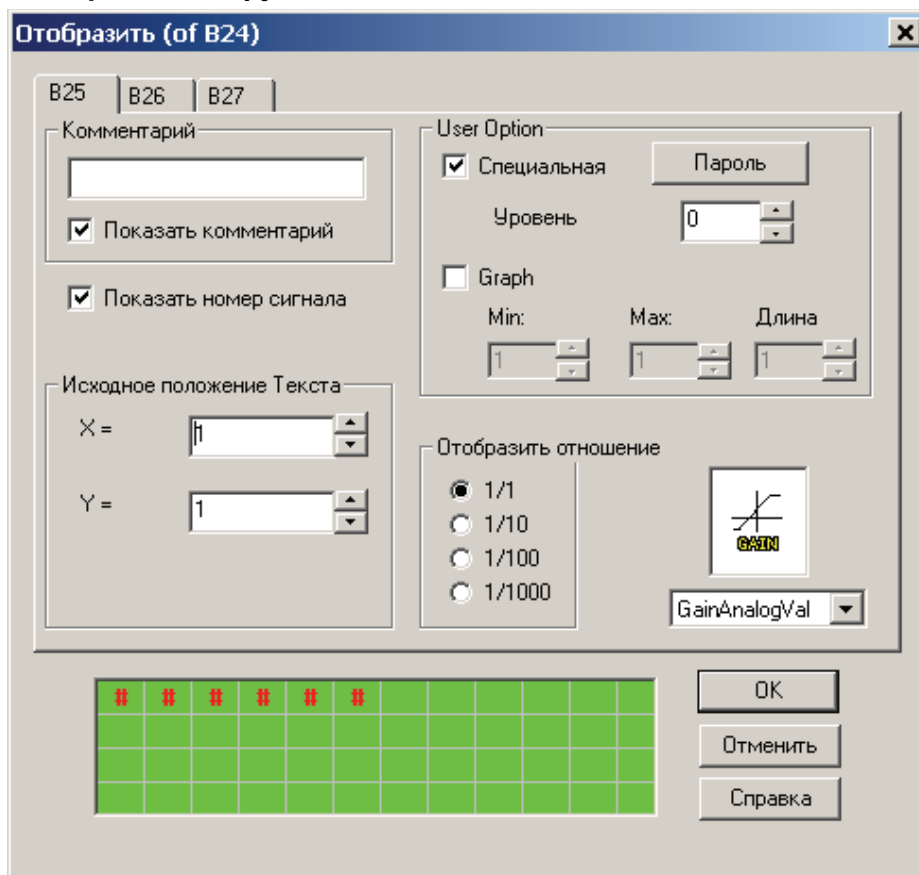 Отобразить (of B24)
B25 B26 B27
Комментарий
Показать комментарий
Показать номер сигнала
Исходное положение Текста
X = 1
Y = 1
User Option
Специальная Пароль
Уровень 0
Graph
Min: Max: Длина
1 1 1
Отобразить отношение
1/1
1/10
1/100
1/1000
GAIN
GainAnalogVal
# # # # # #
OK
Отменить
Справка